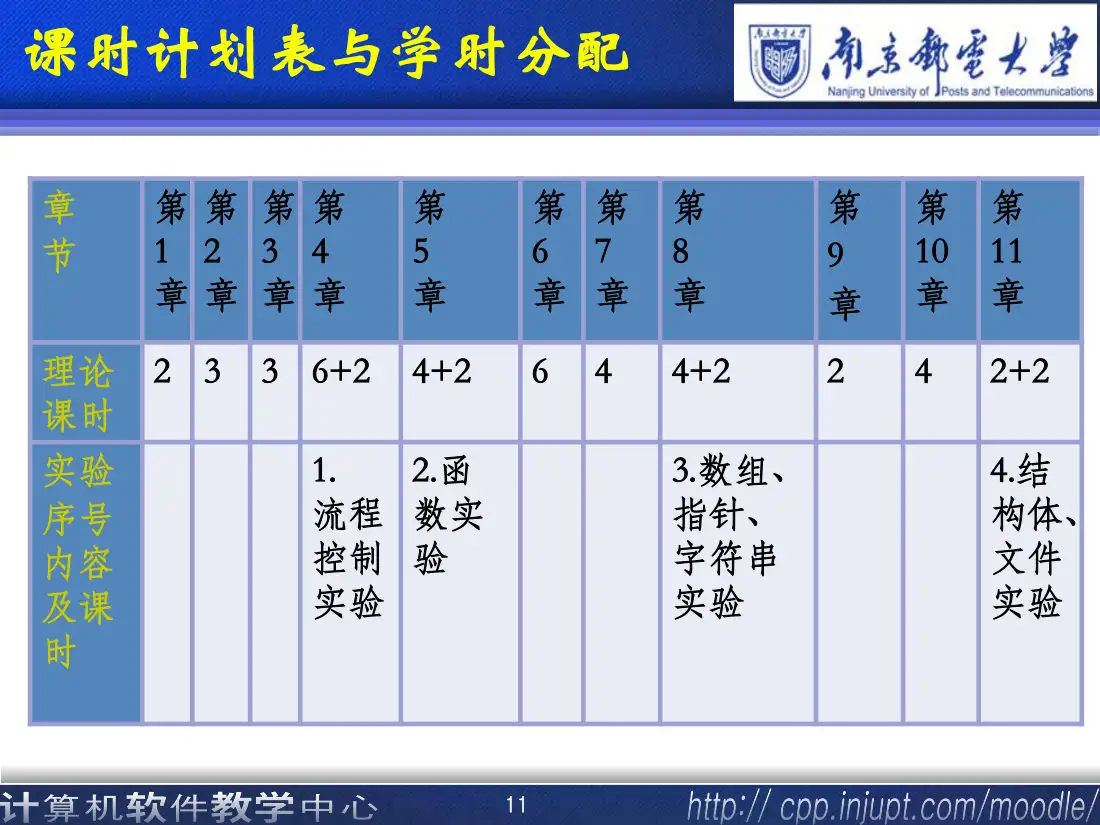 课时计划表与学时分配
南京邮电大学
Nanjing University of Posts and Telecommunications
章
节
第
1
章
第
2
章
第
3
章
第
4
章
第
5
章
第
6
章
第
7
章
第
8
章
第
9
章
第
10
章
第
11
章
理论
课时
2
3
3
6+2
4+2
6
4
4+2
2
4
2+2
实验
序号
内容
及课
时
1.
流程
控制
实验
2.函
数实
验
3.数组、
指针、
字符串
实验
4.结
构体、
文件
实验
计算机软件教学中心
11
http:// cpp.injupt.com/moodle/